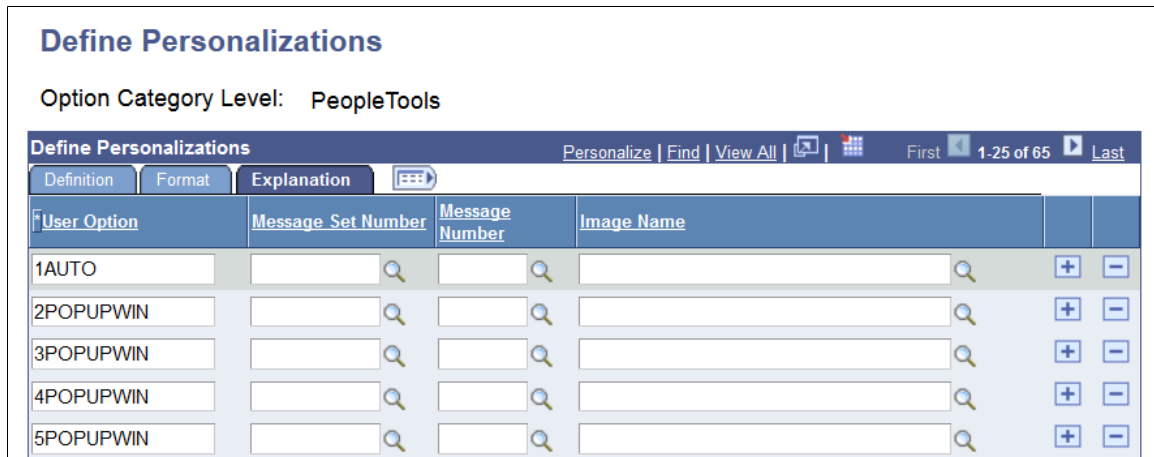 Define Personalizations
Option Category Level: PeopleTools
Define Personalizations Personalize | Find | View All | | First 1-25 of 65 Last
Definition Format Explanation
*User Option Message Set Number Message Number Image Name
1AUTO
2POPUPWIN
3POPUPWIN
4POPUPWIN
5POPUPWIN